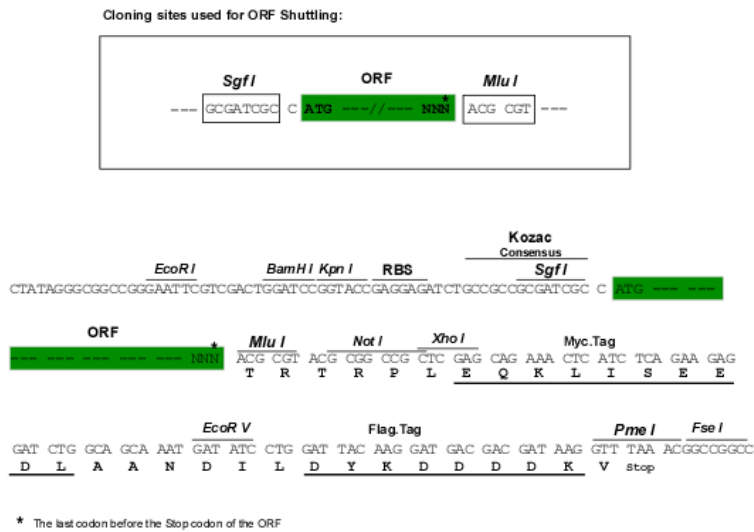 Cloning sites used for ORF Shuttling:
Sgf I ORF Mlu I
--- GCGATCGC C ATG ---//--- NNN* ACG CGT ---
Kozac
Consensus
EcoR I BamH I Kpn I RBS Sgf I
CTATAGGGCGGCCGGGAATTCGTCGACTGGATCCGGTACCGAGGAGATCTGCCGCCGCGATCGC C ATG --- ---
ORF Mlu I Not I Xho I Myc.Tag
--- --- --- --- --- --- NNN* ACG CGT ACG CGG CCG CTC GAG CAG AAA CTC ATC TCA GAA GAG
T R T R P L E Q K L I S E E
EcoR V Flag.Tag Pme I Fse I
GAT CTG GCA GCA AAT GAT ATC CTG GAT TAC AAG GAT GAC GAC GAT AAG GTT TAA ACGGCCGGCC
D L A A N D I L D Y K D D D D K V Stop
* The last codon before the Stop codon of the ORF